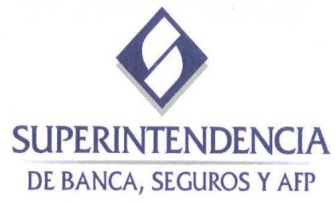 SUPERINTENDENCIA
DE BANCA, SEGUROS Y AFP